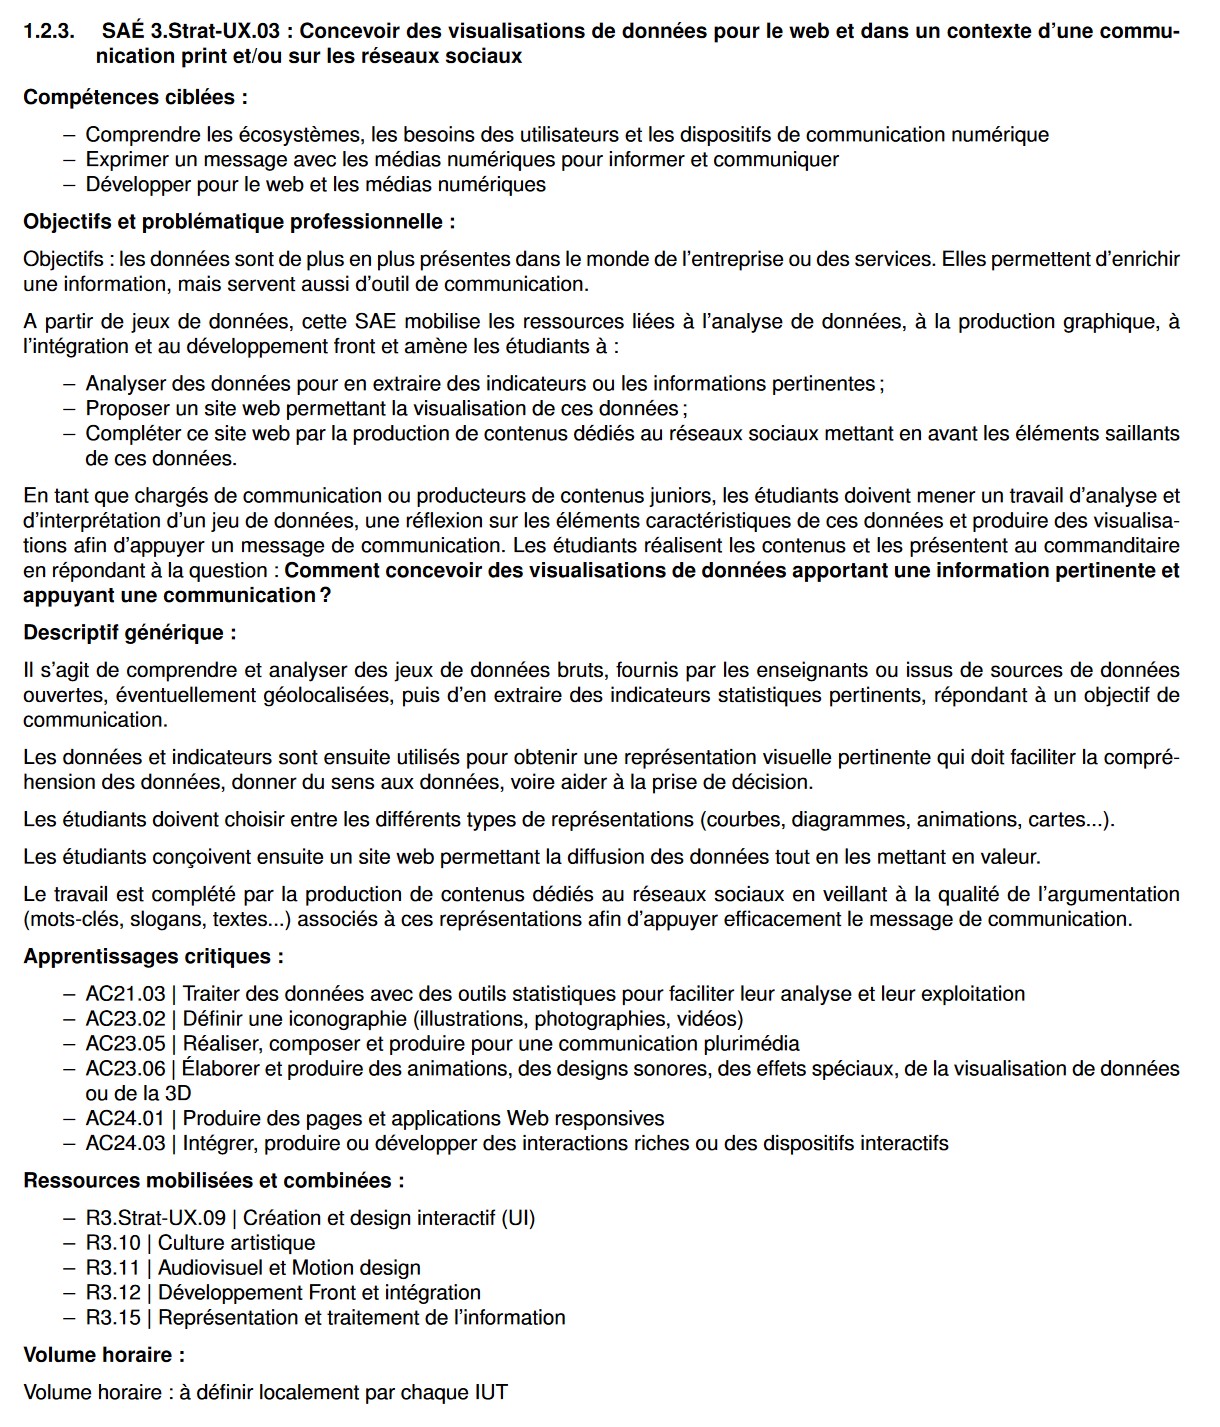 1.2.3. SAÉ 3.Strat-UX.03 : Concevoir des visualisations de données pour le web et dans un contexte d’une commu-
nication print et/ou sur les réseaux sociaux
Compétences ciblées :
– Comprendre les écosystèmes, les besoins des utilisateurs et les dispositifs de communication numérique
– Exprimer un message avec les médias numériques pour informer et communiquer
– Développer pour le web et les médias numériques
Objectifs et problématique professionnelle :
Objectifs : les données sont de plus en plus présentes dans le monde de l’entreprise ou des services. Elles permettent d’enrichir
une information, mais servent aussi d’outil de communication.
A partir de jeux de données, cette SAE mobilise les ressources liées à l’analyse de données, à la production graphique, à
l’intégration et au développement front et amène les étudiants à :
– Analyser des données pour en extraire des indicateurs ou les informations pertinentes ;
– Proposer un site web permettant la visualisation de ces données ;
– Compléter ce site web par la production de contenus dédiés au réseaux sociaux mettant en avant les éléments saillants
de ces données.
En tant que chargés de communication ou producteurs de contenus juniors, les étudiants doivent mener un travail d’analyse et
d’interprétation d’un jeu de données, une réflexion sur les éléments caractéristiques de ces données et produire des visualisa-
tions afin d’appuyer un message de communication. Les étudiants réalisent les contenus et les présentent au commanditaire
en répondant à la question : Comment concevoir des visualisations de données apportant une information pertinente et
appuyant une communication ?
Descriptif générique :
Il s’agit de comprendre et analyser des jeux de données bruts, fournis par les enseignants ou issus de sources de données
ouvertes, éventuellement géolocalisées, puis d’en extraire des indicateurs statistiques pertinents, répondant à un objectif de
communication.
Les données et indicateurs sont ensuite utilisés pour obtenir une représentation visuelle pertinente qui doit faciliter la compré-
hension des données, donner du sens aux données, voire aider à la prise de décision.
Les étudiants doivent choisir entre les différents types de représentations (courbes, diagrammes, animations, cartes...).
Les étudiants conçoivent ensuite un site web permettant la diffusion des données tout en les mettant en valeur.
Le travail est complété par la production de contenus dédiés au réseaux sociaux en veillant à la qualité de l’argumentation
(mots-clés, slogans, textes...) associés à ces représentations afin d’appuyer efficacement le message de communication.
Apprentissages critiques :
– AC21.03 | Traiter des données avec des outils statistiques pour faciliter leur analyse et leur exploitation
– AC23.02 | Définir une iconographie (illustrations, photographies, vidéos)
– AC23.05 | Réaliser, composer et produire pour une communication plurimédia
– AC23.06 | Élaborer et produire des animations, des designs sonores, des effets spéciaux, de la visualisation de données
ou de la 3D
– AC24.01 | Produire des pages et applications Web responsives
– AC24.03 | Intégrer, produire ou développer des interactions riches ou des dispositifs interactifs
Ressources mobilisées et combinées :
– R3.Strat-UX.09 | Création et design interactif (UI)
– R3.10 | Culture artistique
– R3.11 | Audiovisuel et Motion design
– R3.12 | Développement Front et intégration
– R3.15 | Représentation et traitement de l’information
Volume horaire :
Volume horaire : à définir localement par chaque IUT